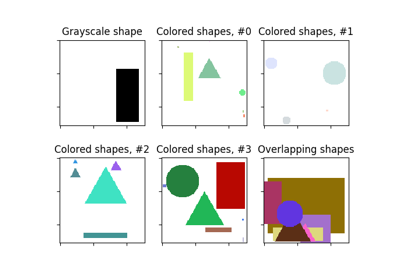 Grayscale shape
Colored shapes, #0
Colored shapes, #1
Colored shapes, #2
Colored shapes, #3
Overlapping shapes